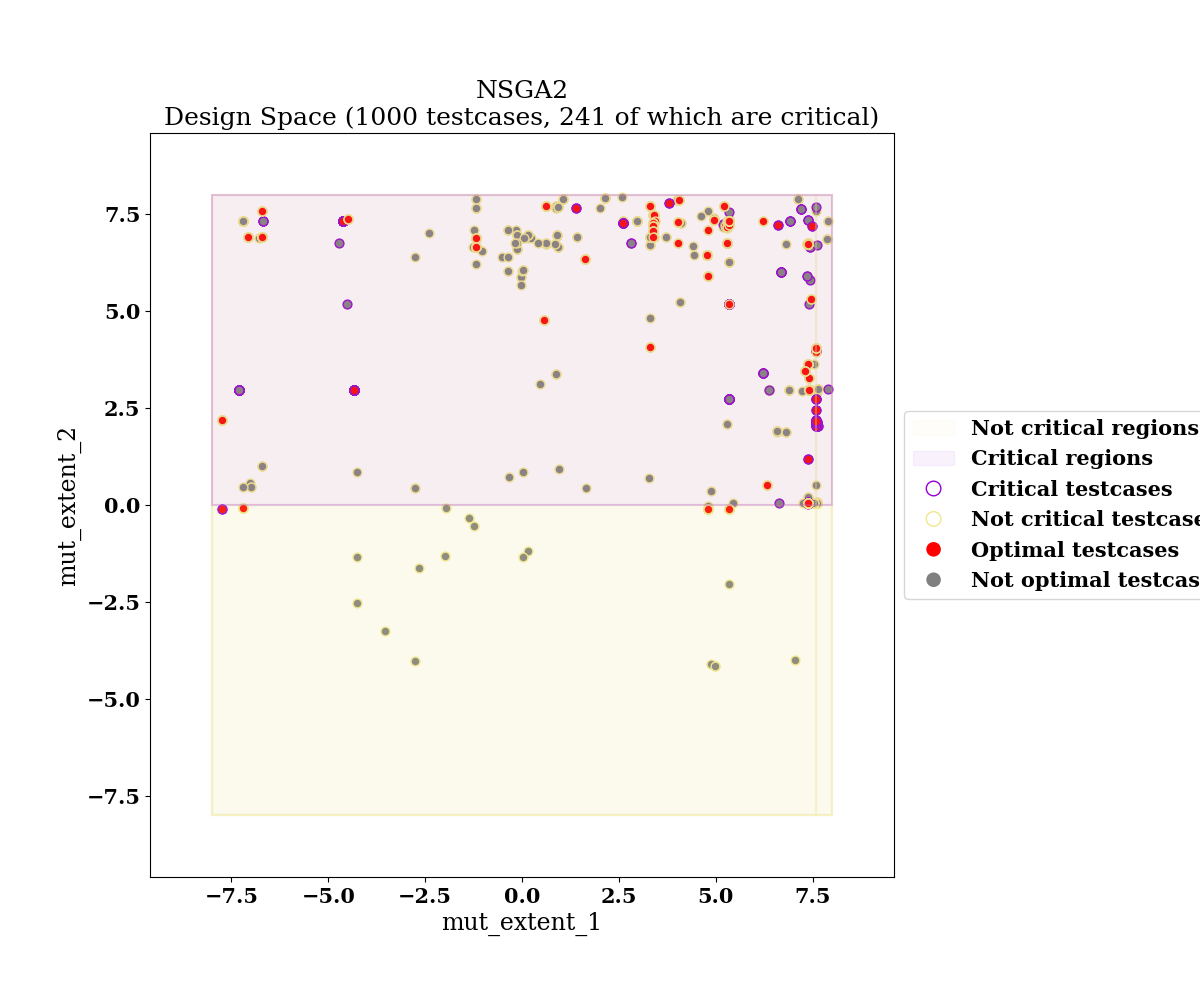 NSGA2
Design Space (1000 testcases, 241 of which are critical)
mut_extent_2
7.5
5.0
2.5
0.0
−2.5
−5.0
−7.5
−7.5
−5.0
−2.5
0.0
2.5
5.0
7.5
mut_extent_1
Not critical regions
Critical regions
Critical testcases
Not critical testcase
Optimal testcases
Not optimal testcas